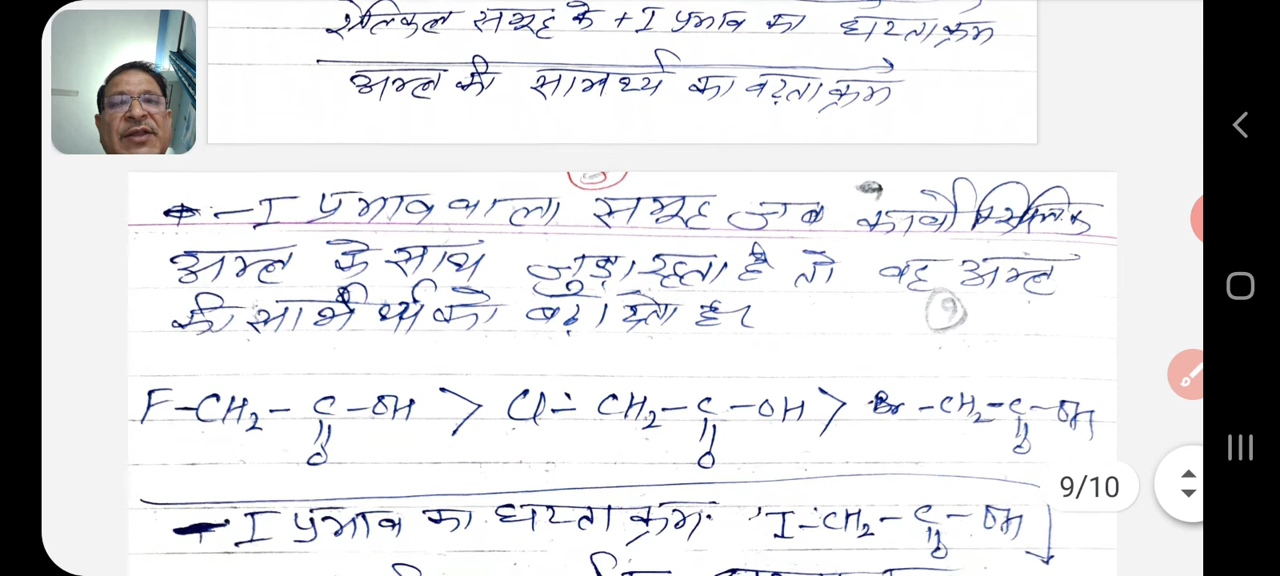 ऐल्किल समूह के +I प्रभाव का घटताक्रम
अम्ल की सामर्थ्य का बढ़ताक्रम
-I प्रभाव वाला समूह जब कार्बोक्सिलिक
अम्ल के साथ जुड़ा रहता है तो वह अम्ल
की सामर्थ्य को बढ़ा देता है।
9
F-CH2-C-OH > Cl-CH2-C-OH > Br-CH2-C-OH
O O O
9/10
-I प्रभाव का घटता क्रम I-CH2-C-OH
O